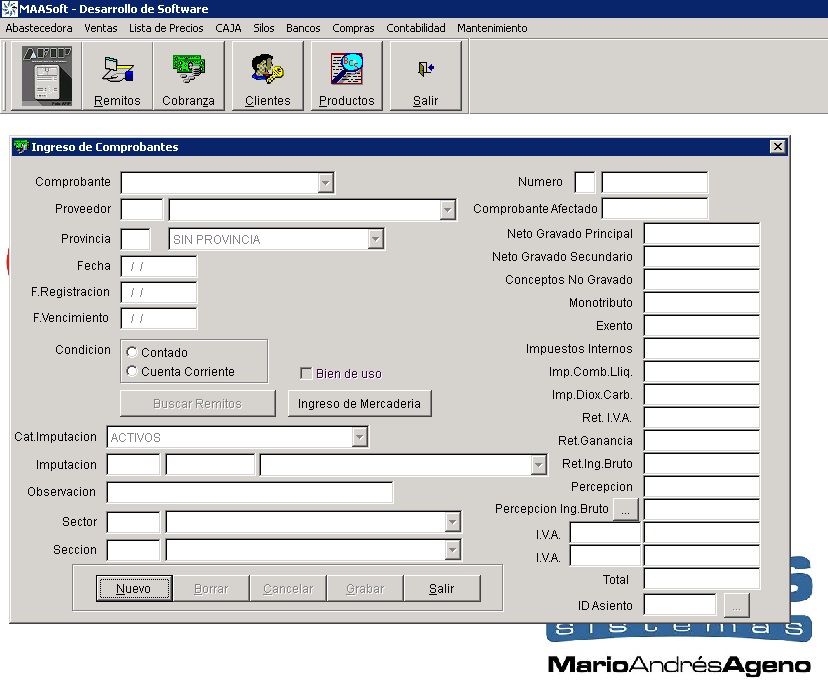 MAASoft - Desarrollo de Software
Abastecedora Ventas Lista de Precios CAJA Silos Bancos Compras Contabilidad Mantenimiento
AFIP
Remitos Cobranza Clientes Productos Salir
Ingreso de Comprobantes
Comprobante
Numero
Proveedor
Comprobante Afectado
Provincia SIN PROVINCIA
Neto Gravado Principal
Neto Gravado Secundario
Fecha / /
Conceptos No Gravado
F.Registracion / /
Monotributo
F.Vencimiento / /
Exento
Condicion
Contado
Cuenta Corriente
Bien de uso
Impuestos Internos
Imp.Comb.Lliq.
Imp.Diox.Carb.
Buscar Remitos Ingreso de Mercaderia
Ret. I.V.A.
Cat.Imputacion ACTIVOS
Ret.Ganancia
Imputacion
Ret.Ing.Bruto
Observacion
Percepcion
Percepcion Ing.Bruto ...
Sector
I.V.A.
Seccion
I.V.A.
Total
Nuevo Borrar Cancelar Grabar Salir
ID Asiento ...
sistemas
MarioAndrésAgeno